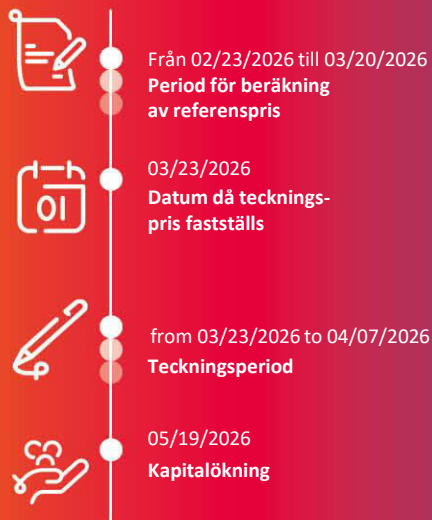 Från 02/23/2026 till 03/20/2026
Period för beräkning
av referenspris
01
03/23/2026
Datum då tecknings-
pris fastställs
from 03/23/2026 to 04/07/2026
Teckningsperiod
05/19/2026
Kapitalökning